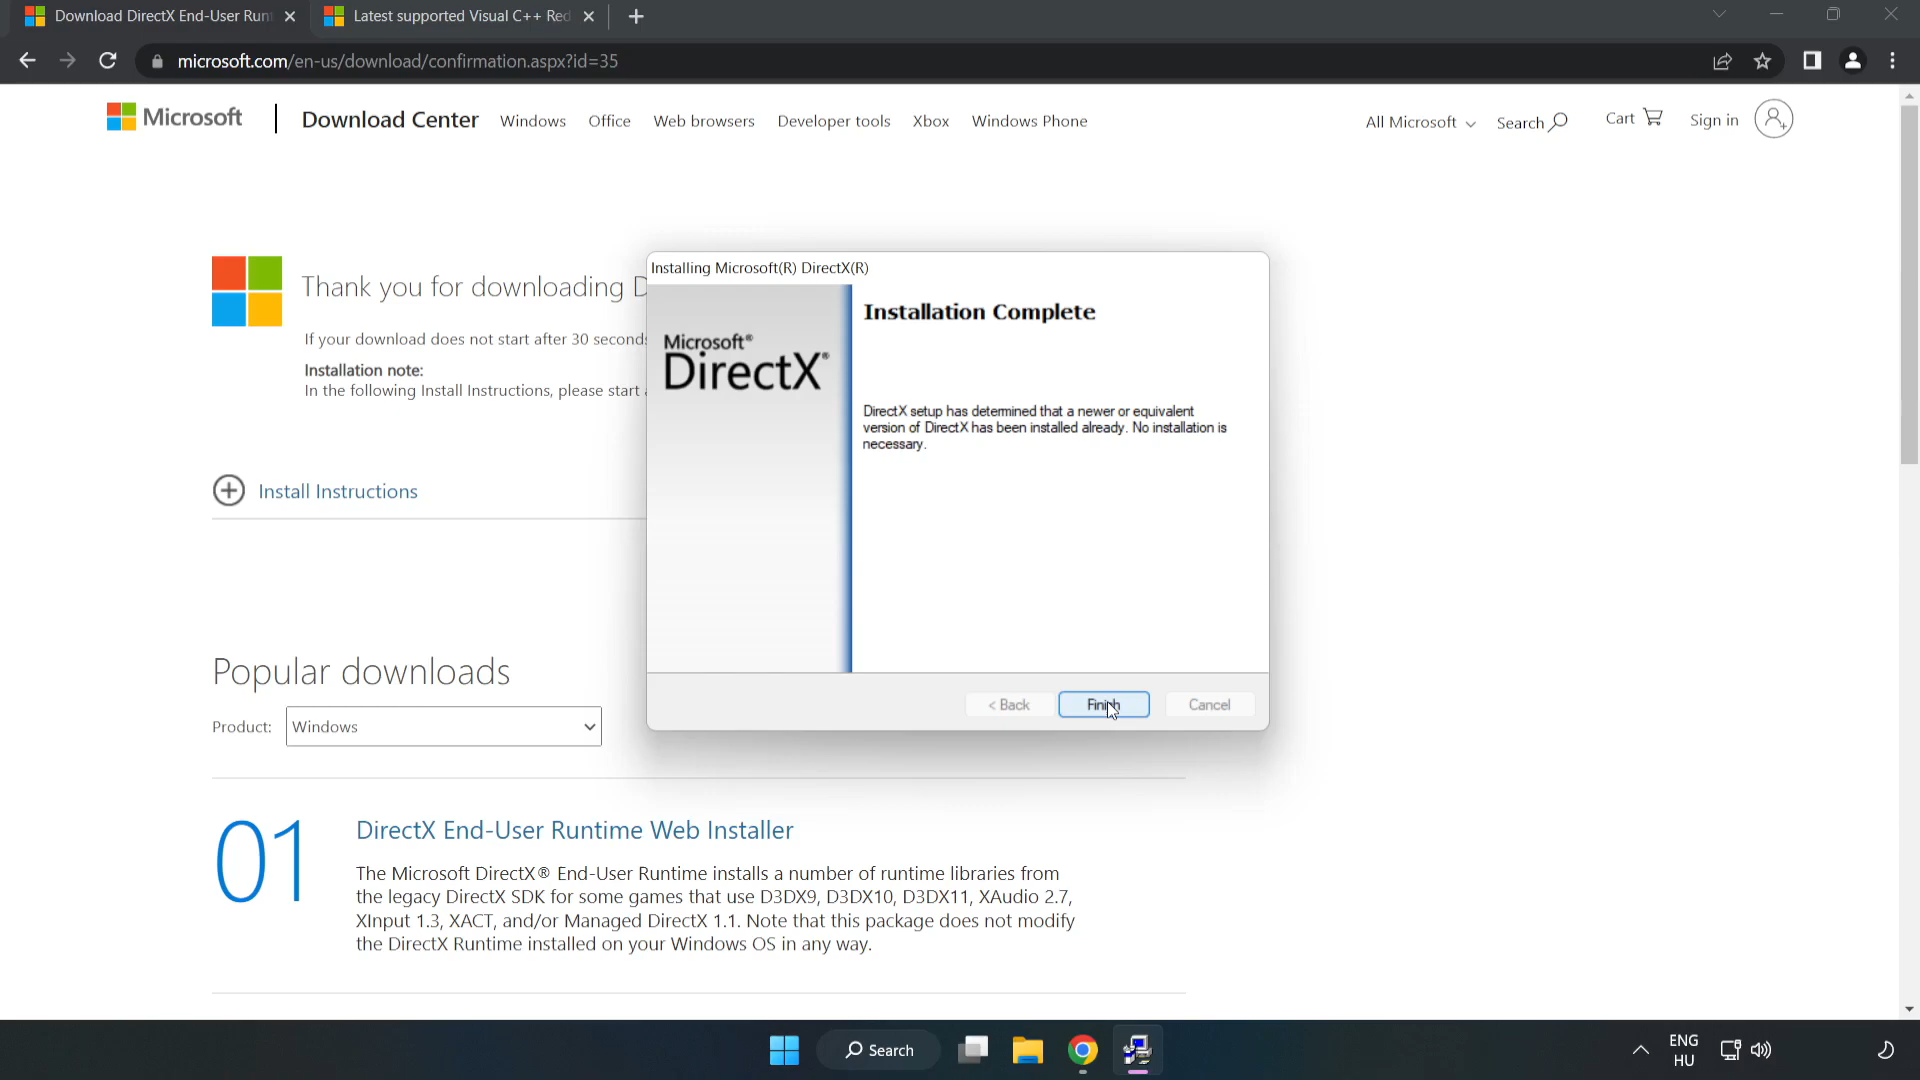 Download DirectX End-User Runt
Latest supported Visual C++ Red
microsoft.com/en-us/download/confirmation.aspx?id=35
Microsoft
Download Center
Windows
Office
Web browsers
Developer tools
Xbox
Windows Phone
All Microsoft
Search
Cart
Sign in
Thank you for downloading D
If your download does not start after 30 seconds
Installation note:
In the following Install Instructions, please start a
Install Instructions
Installing Microsoft(R) DirectX(R)
Microsoft®
DirectX®
Installation Complete
DirectX setup has determined that a newer or equivalent
version of DirectX has been installed already. No installation is
necessary.
< Back
Finish
Cancel
Popular downloads
Product:
Windows
01
DirectX End-User Runtime Web Installer
The Microsoft DirectX® End-User Runtime installs a number of runtime libraries from
the legacy DirectX SDK for some games that use D3DX9, D3DX10, D3DX11, XAudio 2.7,
XInput 1.3, XACT, and/or Managed DirectX 1.1. Note that this package does not modify
the DirectX Runtime installed on your Windows OS in any way.
Search
ENG
HU